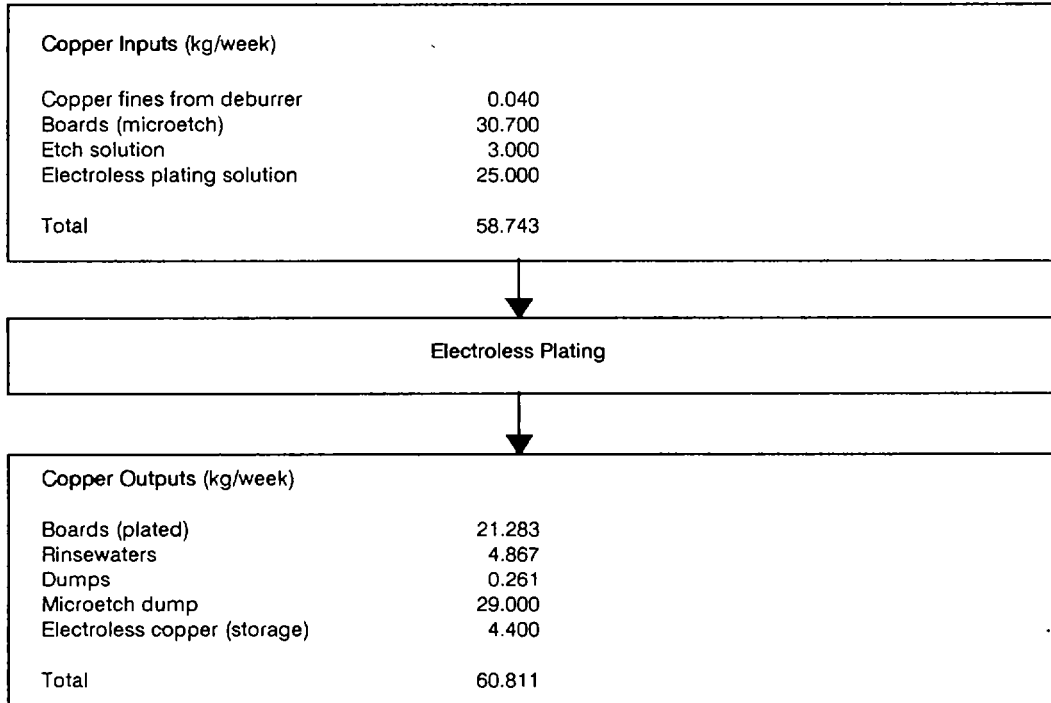 Copper Inputs (kg/week)
Copper fines from deburrer 0.040
Boards (microetch) 30.700
Etch solution 3.000
Electroless plating solution 25.000
Total 58.743
Electroless Plating
Copper Outputs (kg/week)
Boards (plated) 21.283
Rinsewaters 4.867
Dumps 0.261
Microetch dump 29.000
Electroless copper (storage) 4.400
Total 60.811